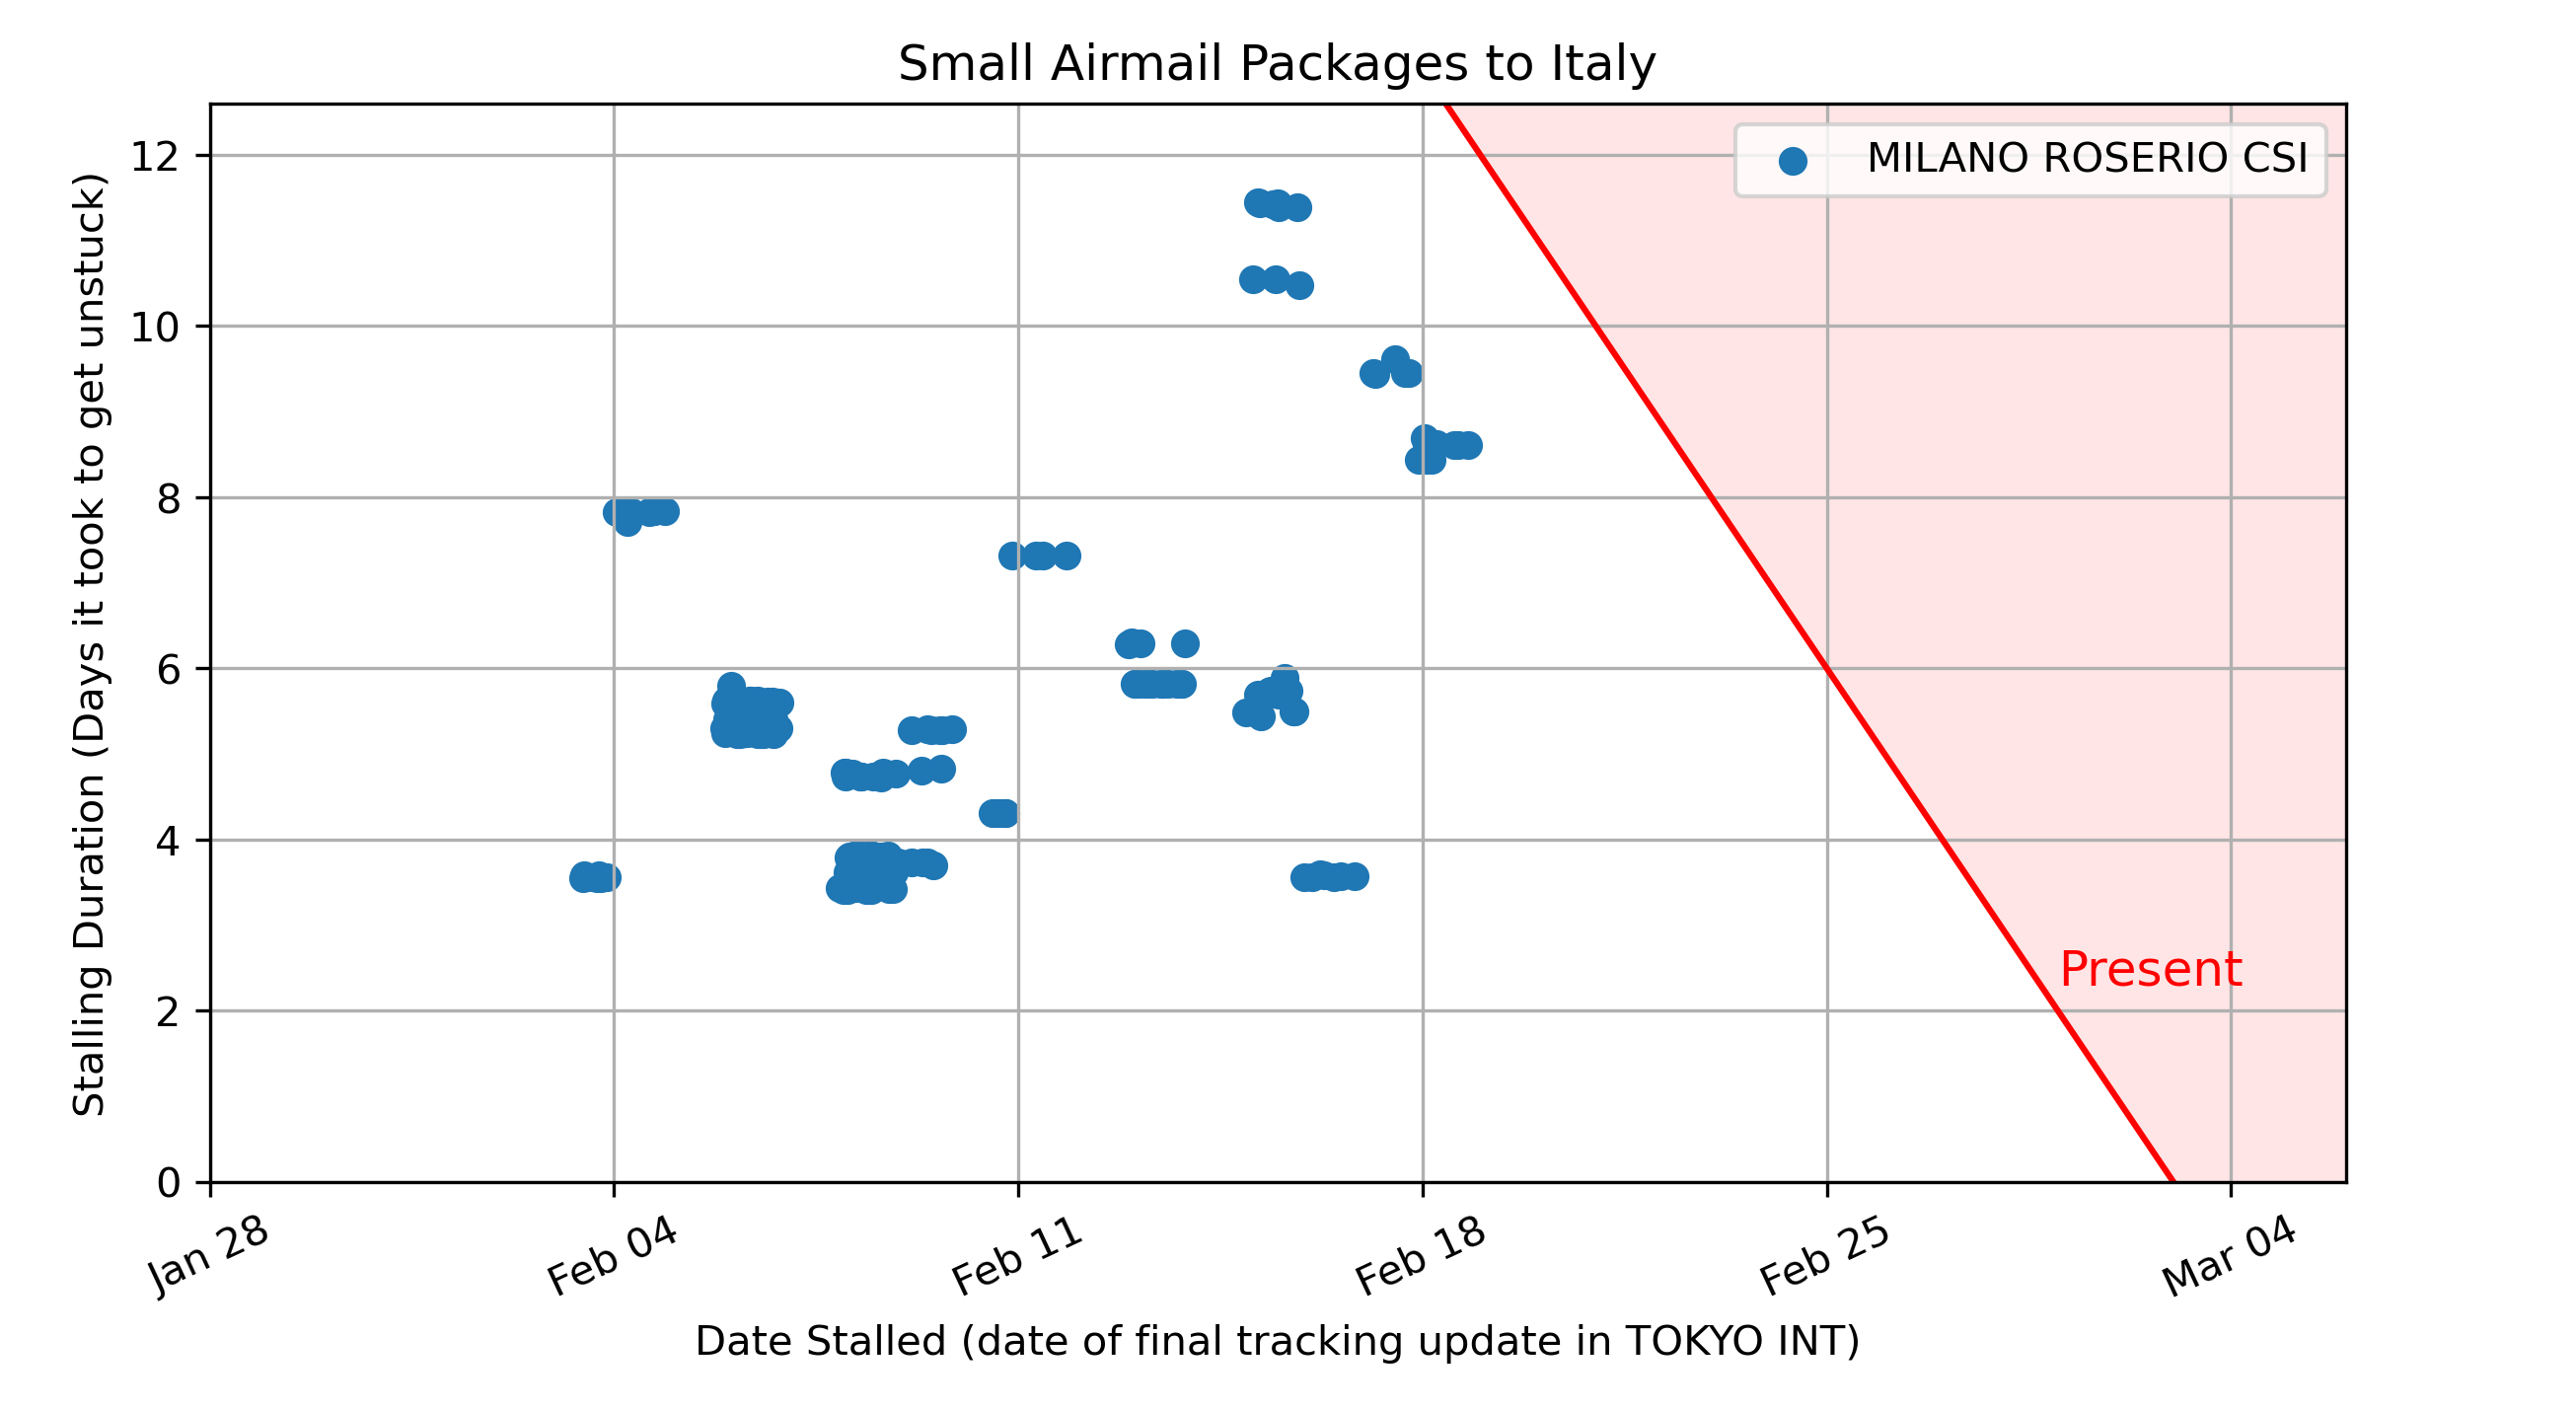 Small Airmail Packages to Italy
MILANO ROSERIO CSI
Stalling Duration (Days it took to get unstuck)
12
10
8
6
4
2
0
Present
Jan 28
Feb 04
Feb 11
Feb 18
Feb 25
Mar 04
Date Stalled (date of final tracking update in TOKYO INT)